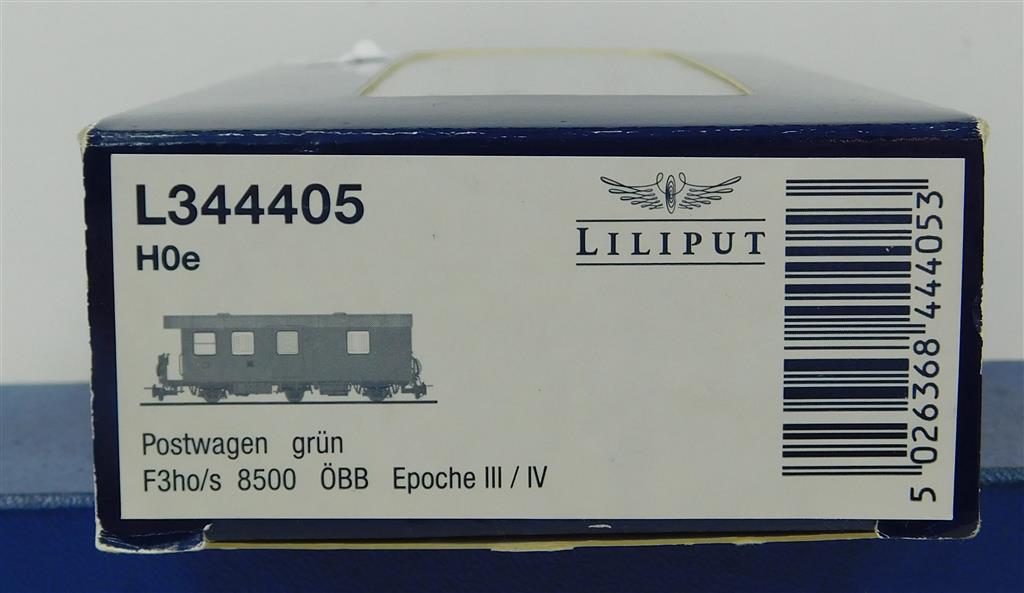 L344405
H0e
LILIPUT
Postwagen grün
F3ho/s 8500 ÖBB Epoche III / IV
5 026368 444053